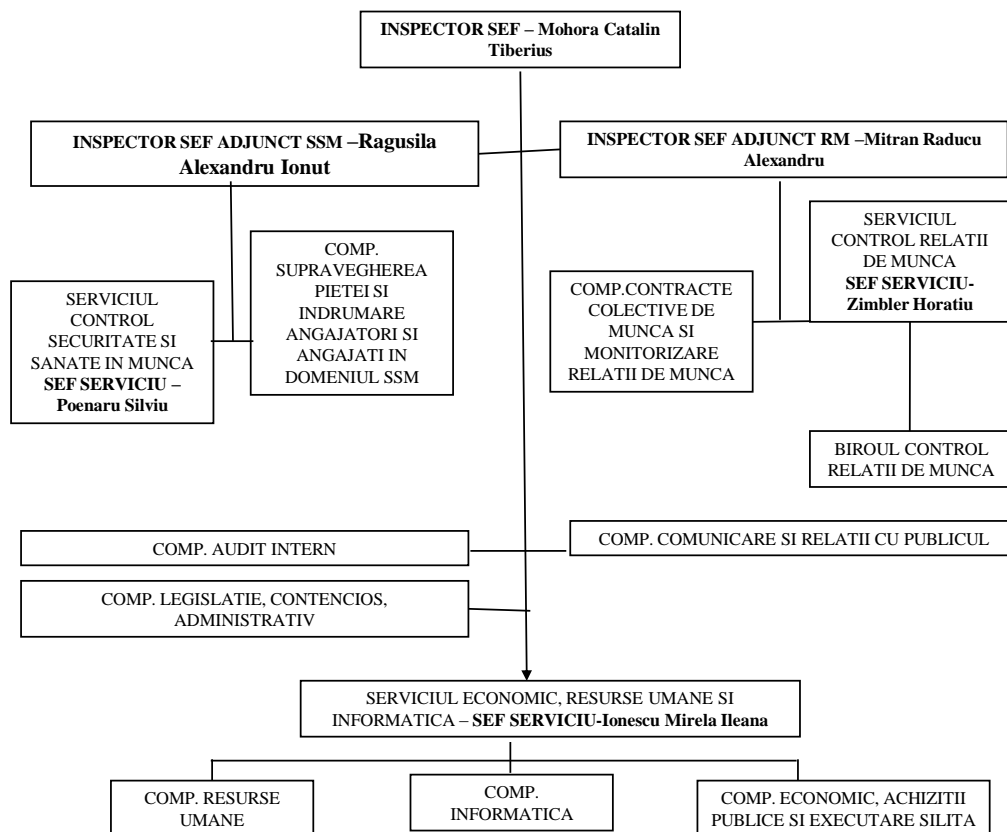 INSPECTOR SEF – Mohora Catalin
Tiberius
INSPECTOR SEF ADJUNCT SSM –Ragusila
Alexandru Ionut
INSPECTOR SEF ADJUNCT RM –Mitran Raducu
Alexandru
SERVICIUL
CONTROL
SECURITATE SI
SANATE IN MUNCA
SEF SERVICIU –
Poenaru Silviu
COMP.
SUPRAVEGHEREA
PIETEI SI
INDRUMARE
ANGAJATORI SI
ANGAJATI IN
DOMENIUL SSM
COMP.CONTRACTE
COLECTIVE DE
MUNCA SI
MONITORIZARE
RELATII DE MUNCA
SERVICIUL
CONTROL RELATII
DE MUNCA
SEF SERVICIU-
Zimbler Horatiu
BIROUL CONTROL
RELATII DE MUNCA
COMP. AUDIT INTERN
COMP. COMUNICARE SI RELATII CU PUBLICUL
COMP. LEGISLATIE, CONTENCIOS,
ADMINISTRATIV
SERVICIUL ECONOMIC, RESURSE UMANE SI
INFORMATICA – SEF SERVICIU-Ionescu Mirela Ileana
COMP. RESURSE
UMANE
COMP.
INFORMATICA
COMP. ECONOMIC, ACHIZITII
PUBLICE SI EXECUTARE SILITA